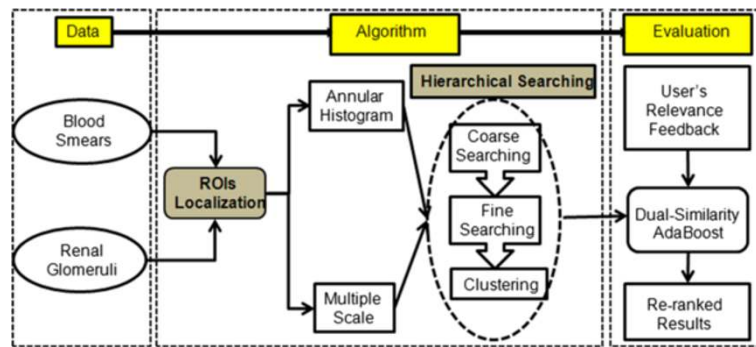 Data
Algorithm
Evaluation
Blood
Smears
Renal
Glomeruli
ROIs
Localization
Annular
Histogram
Multiple
Scale
Hierarchical Searching
Coarse
Searching
Fine
Searching
Clustering
User's
Relevance
Feedback
Dual-Similarity
AdaBoost
Re-ranked
Results